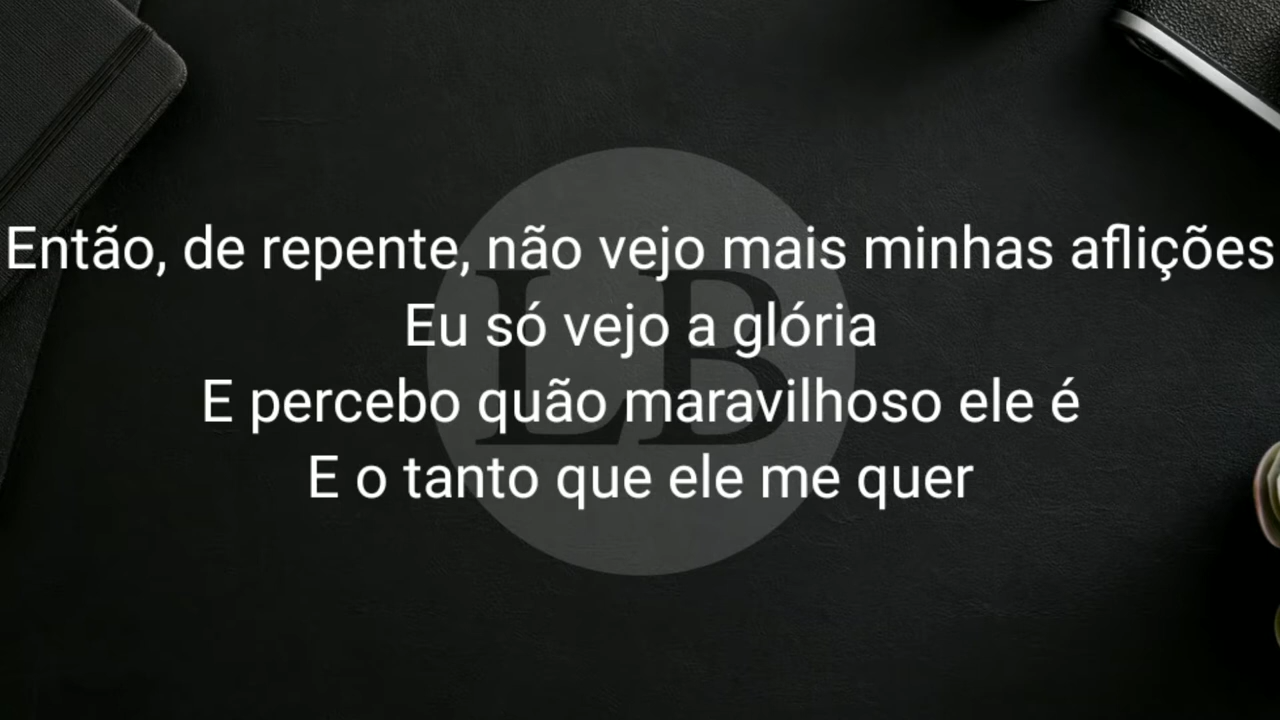 Então, de repente, não vejo mais minhas aflições
Eu só vejo a glória
E percebo quão maravilhoso ele é
E o tanto que ele me quer
LB